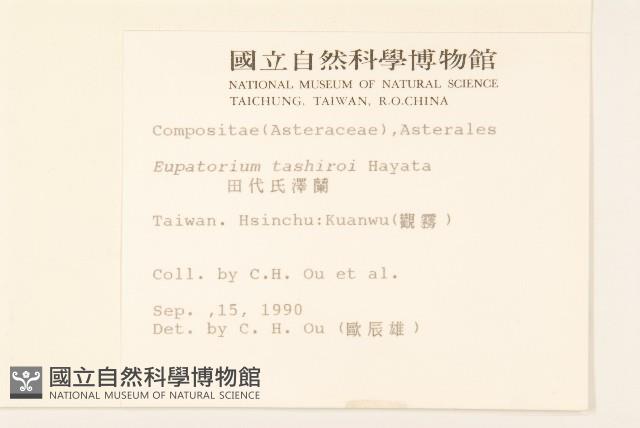 國立自然科學博物館
NATIONAL MUSEUM OF NATURAL SCIENCE
TAICHUNG, TAIWAN, R.O.CHINA
Compositae(Asteraceae),Asterales
Eupatorium tashiroi Hayata
田代氏澤蘭
Taiwan. Hsinchu:Kuanwu(觀霧)
Coll. by C.H. Ou et al.
Sep. ,15, 1990
Det. by C. H. Ou (歐辰雄)
國立自然科學博物館
NATIONAL MUSEUM OF NATURAL SCIENCE